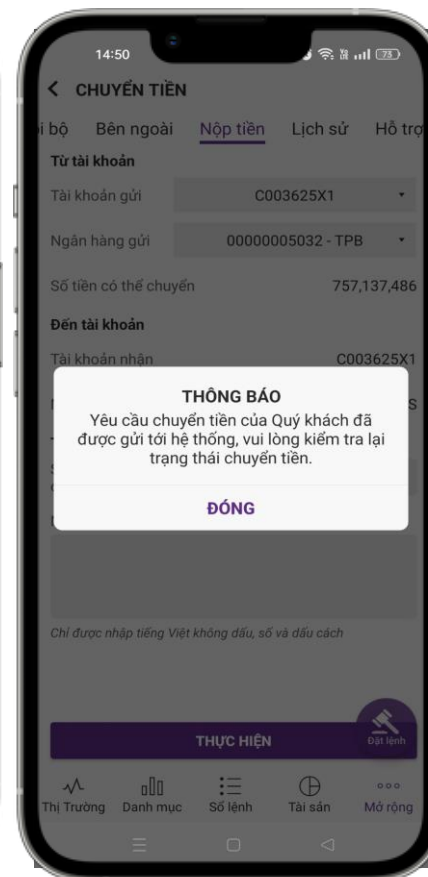 14:50
73
CHUYỂN TIỀN
i bộ Bên ngoài Nộp tiền Lịch sử Hỗ trợ
Từ tài khoản
Tài khoản gửi C003625X1
Ngân hàng gửi 00000005032 - TPB
Số tiền có thể chuyển 757,137,486
Đến tài khoản
Tài khoản nhận C003625X1
S
THÔNG BÁO
Yêu cầu chuyển tiền của Quý khách đã
được gửi tới hệ thống, vui lòng kiểm tra lại
trạng thái chuyển tiền.
ĐÓNG
Chỉ được nhập tiếng Việt không dấu, số và dấu cách
THỰC HIỆN
Đặt lệnh
Thị Trường Danh mục Sổ lệnh Tài sản Mở rộng